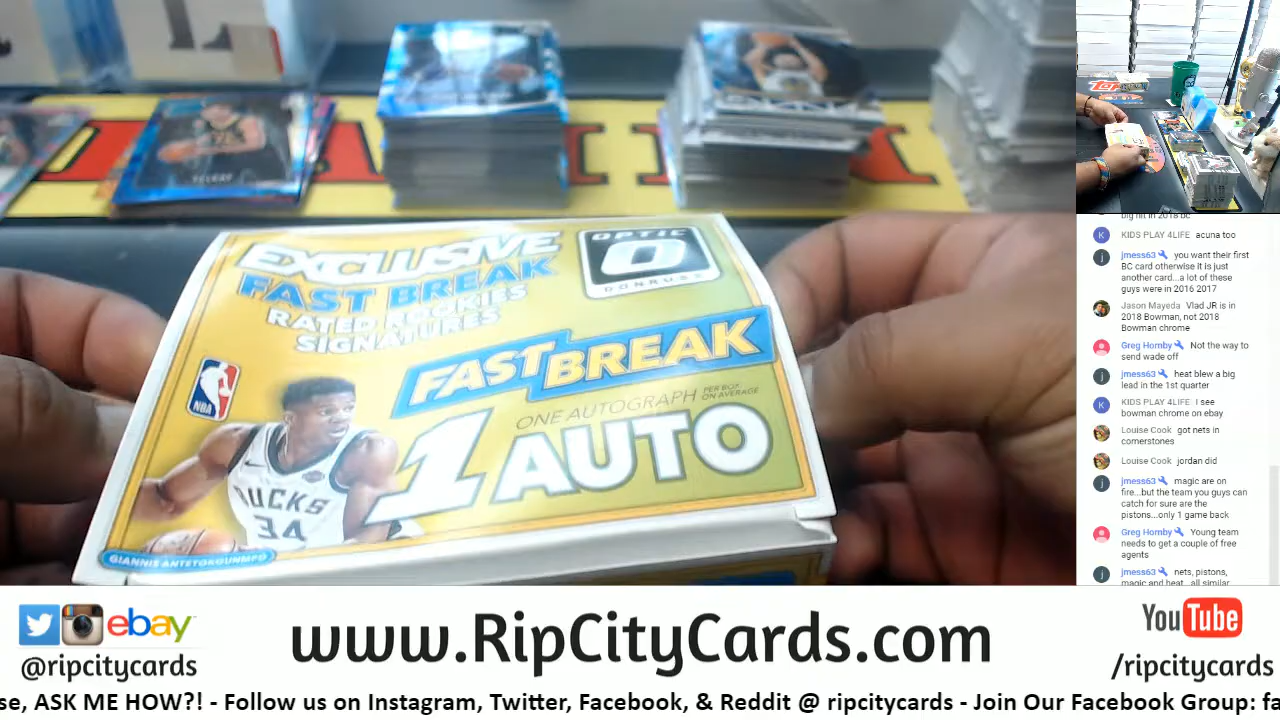 EXCLUSIVE
FAST BREAK
RATED ROOKIES
SIGNATURES
OPTIC
DONRUSS
FAST BREAK
1
ONE AUTOGRAPH PER BOX
ON AVERAGE
AUTO
NBA
BUCKS
34
GIANNIS ANTETOKOUNMPO
big hit in 2018 bc
KIDS PLAY 4LIFE acuna too
jmess63 you want their first
BC card otherwise it is just
another card...a lot of these
guys were in 2016 2017
Jason Mayeda Vlad JR is in
2018 Bowman, not 2018
Bowman chrome
Greg Hornby Not the way to
send wade off
jmess63 heat blew a big
lead in the 1st quarter
KIDS PLAY 4LIFE I see
bowman chrome on ebay
Louise Cook got nets in
cornerstones
Louise Cook jordan did
jmess63 magic are on
fire...but the team you guys can
catch for sure are the
pistons...only 1 game back
Greg Hornby Young team
needs to get a couple of free
agents
jmess63 nets, pistons,
magic and heat...all similar
ebay
@ripcitycards
www.RipCityCards.com
YouTube
/ripcitycards
se, ASK ME HOW?! - Follow us on Instagram, Twitter, Facebook, & Reddit @ ripcitycards - Join Our Facebook Group: fa